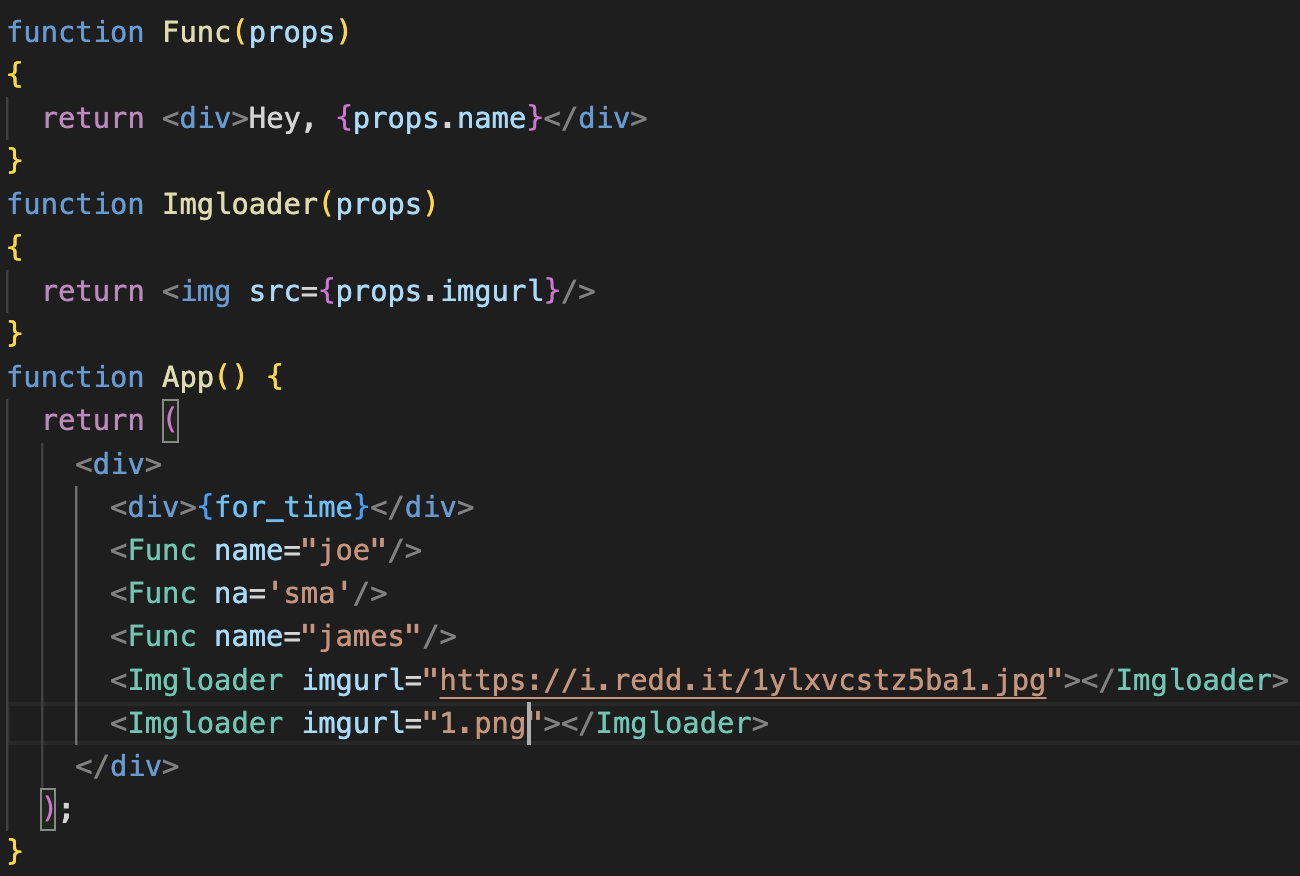 function Func(props)
{
  return <div>Hey, {props.name}</div>
}
function Imgloader(props)
{
  return <img src={props.imgurl}/>
}
function App() {
  return (
    <div>
      <div>{for_time}</div>
      <Func name="joe"/>
      <Func na='sma'/>
      <Func name="james"/>
      <Imgloader imgurl="https://i.redd.it/1ylxvcstz5ba1.jpg"></Imgloader>
      <Imgloader imgurl="1.png"></Imgloader>
    </div>
  );
}